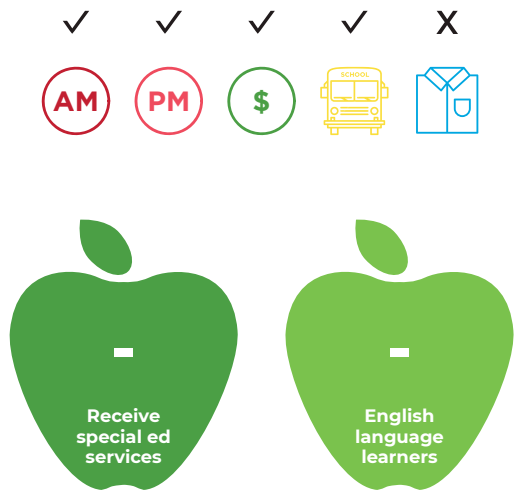 ✓ ✓ ✓ ✓ X
AM PM $ SCHOOL
- -
Receive
special ed
services
English
language
learners